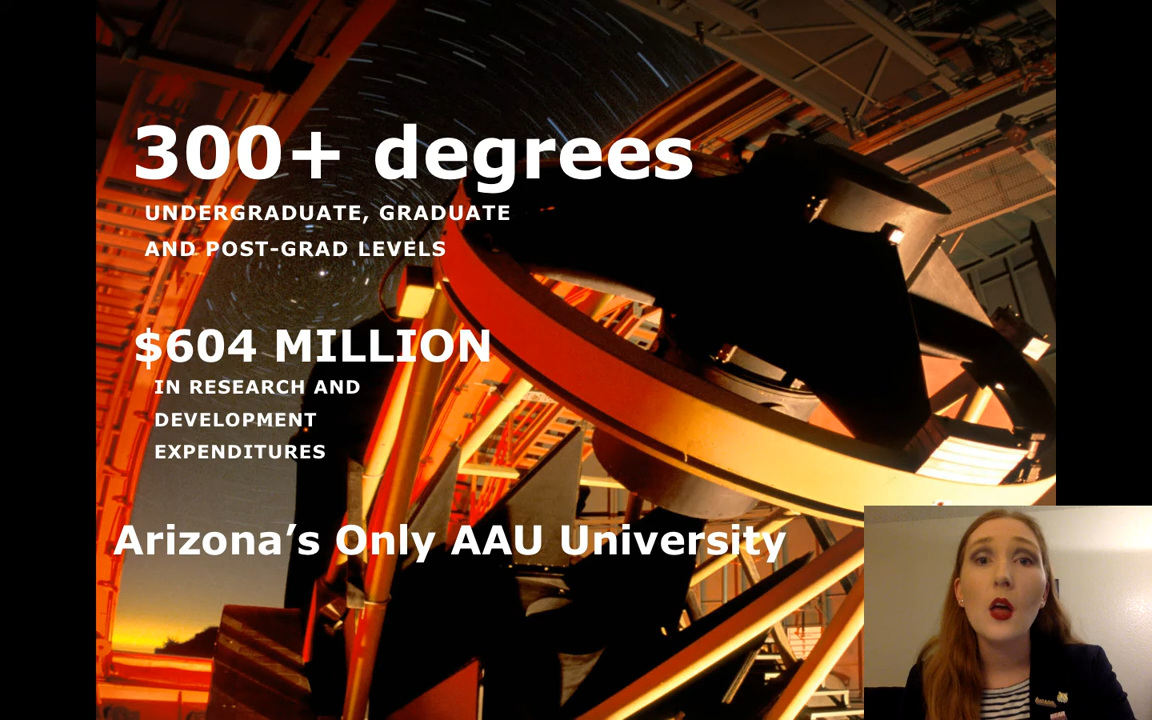 300+ degrees
UNDERGRADUATE, GRADUATE
AND POST-GRAD LEVELS
$604 MILLION
IN RESEARCH AND
DEVELOPMENT
EXPENDITURES
Arizona’s Only AAU University